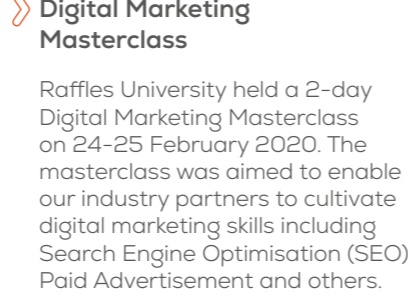 Digital Marketing
Masterclass
Raffles University held a 2-day
Digital Marketing Masterclass
on 24-25 February 2020. The
masterclass was aimed to enable
our industry partners to cultivate
digital marketing skills including
Search Engine Optimisation (SEO)
Paid Advertisement and others.